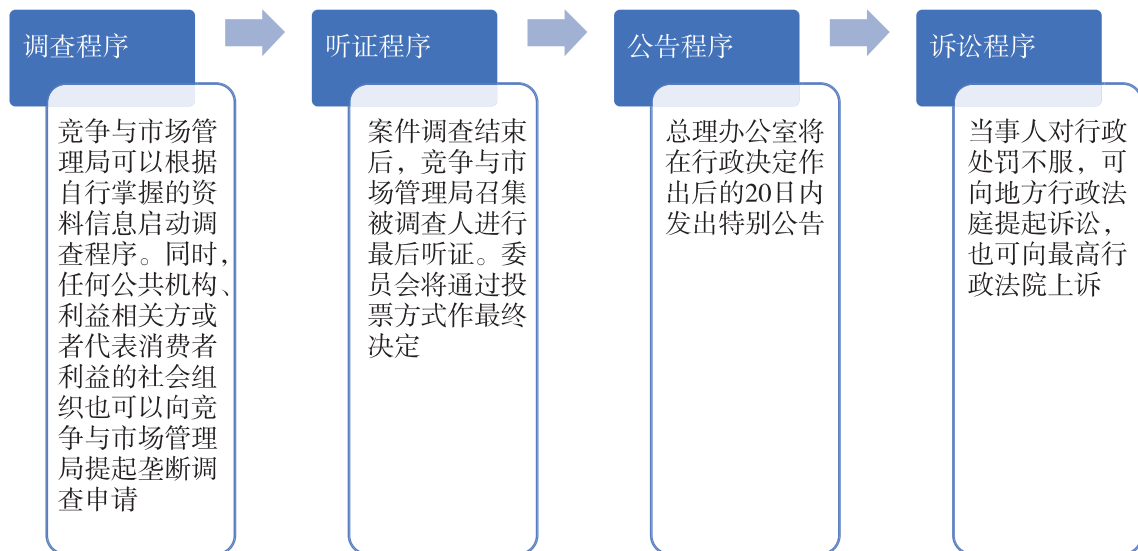 调查程序
竞争与市场管
理局可以根据
自行掌握的资
料信息启动调
查程序。同时，
任何公共机构、
利益相关方或
者代表消费者
利益的社会组
织也可以向竞
争与市场管理
局提起垄断调
查申请
听证程序
案件调查结束
后，竞争与市
场管理局召集
被调查人进行
最后听证。委
员会将通过投
票方式作最终
决定
公告程序
总理办公室将
在行政决定作
出后的20日内
发出特别公告
诉讼程序
当事人对行政
处罚不服，可
向地方行政法
庭提起诉讼，
也可向最高行
政法院上诉